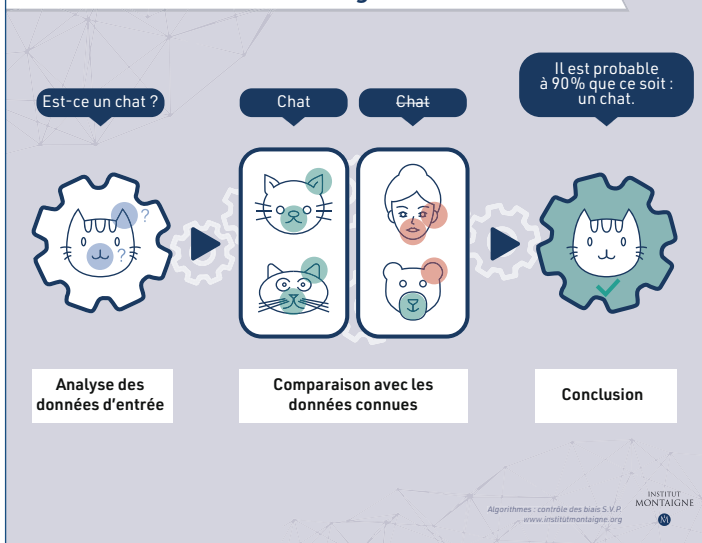 Est-ce un chat ?
Chat
Chat
Il est probable
à 90% que ce soit :
un chat.
?
?
Analyse des
données d'entrée
Comparaison avec les
données connues
Conclusion
Algorithmes : contrôle des biais S.V.P.
www.institutmontaigne.org
INSTITUT
MONTAIGNE
M